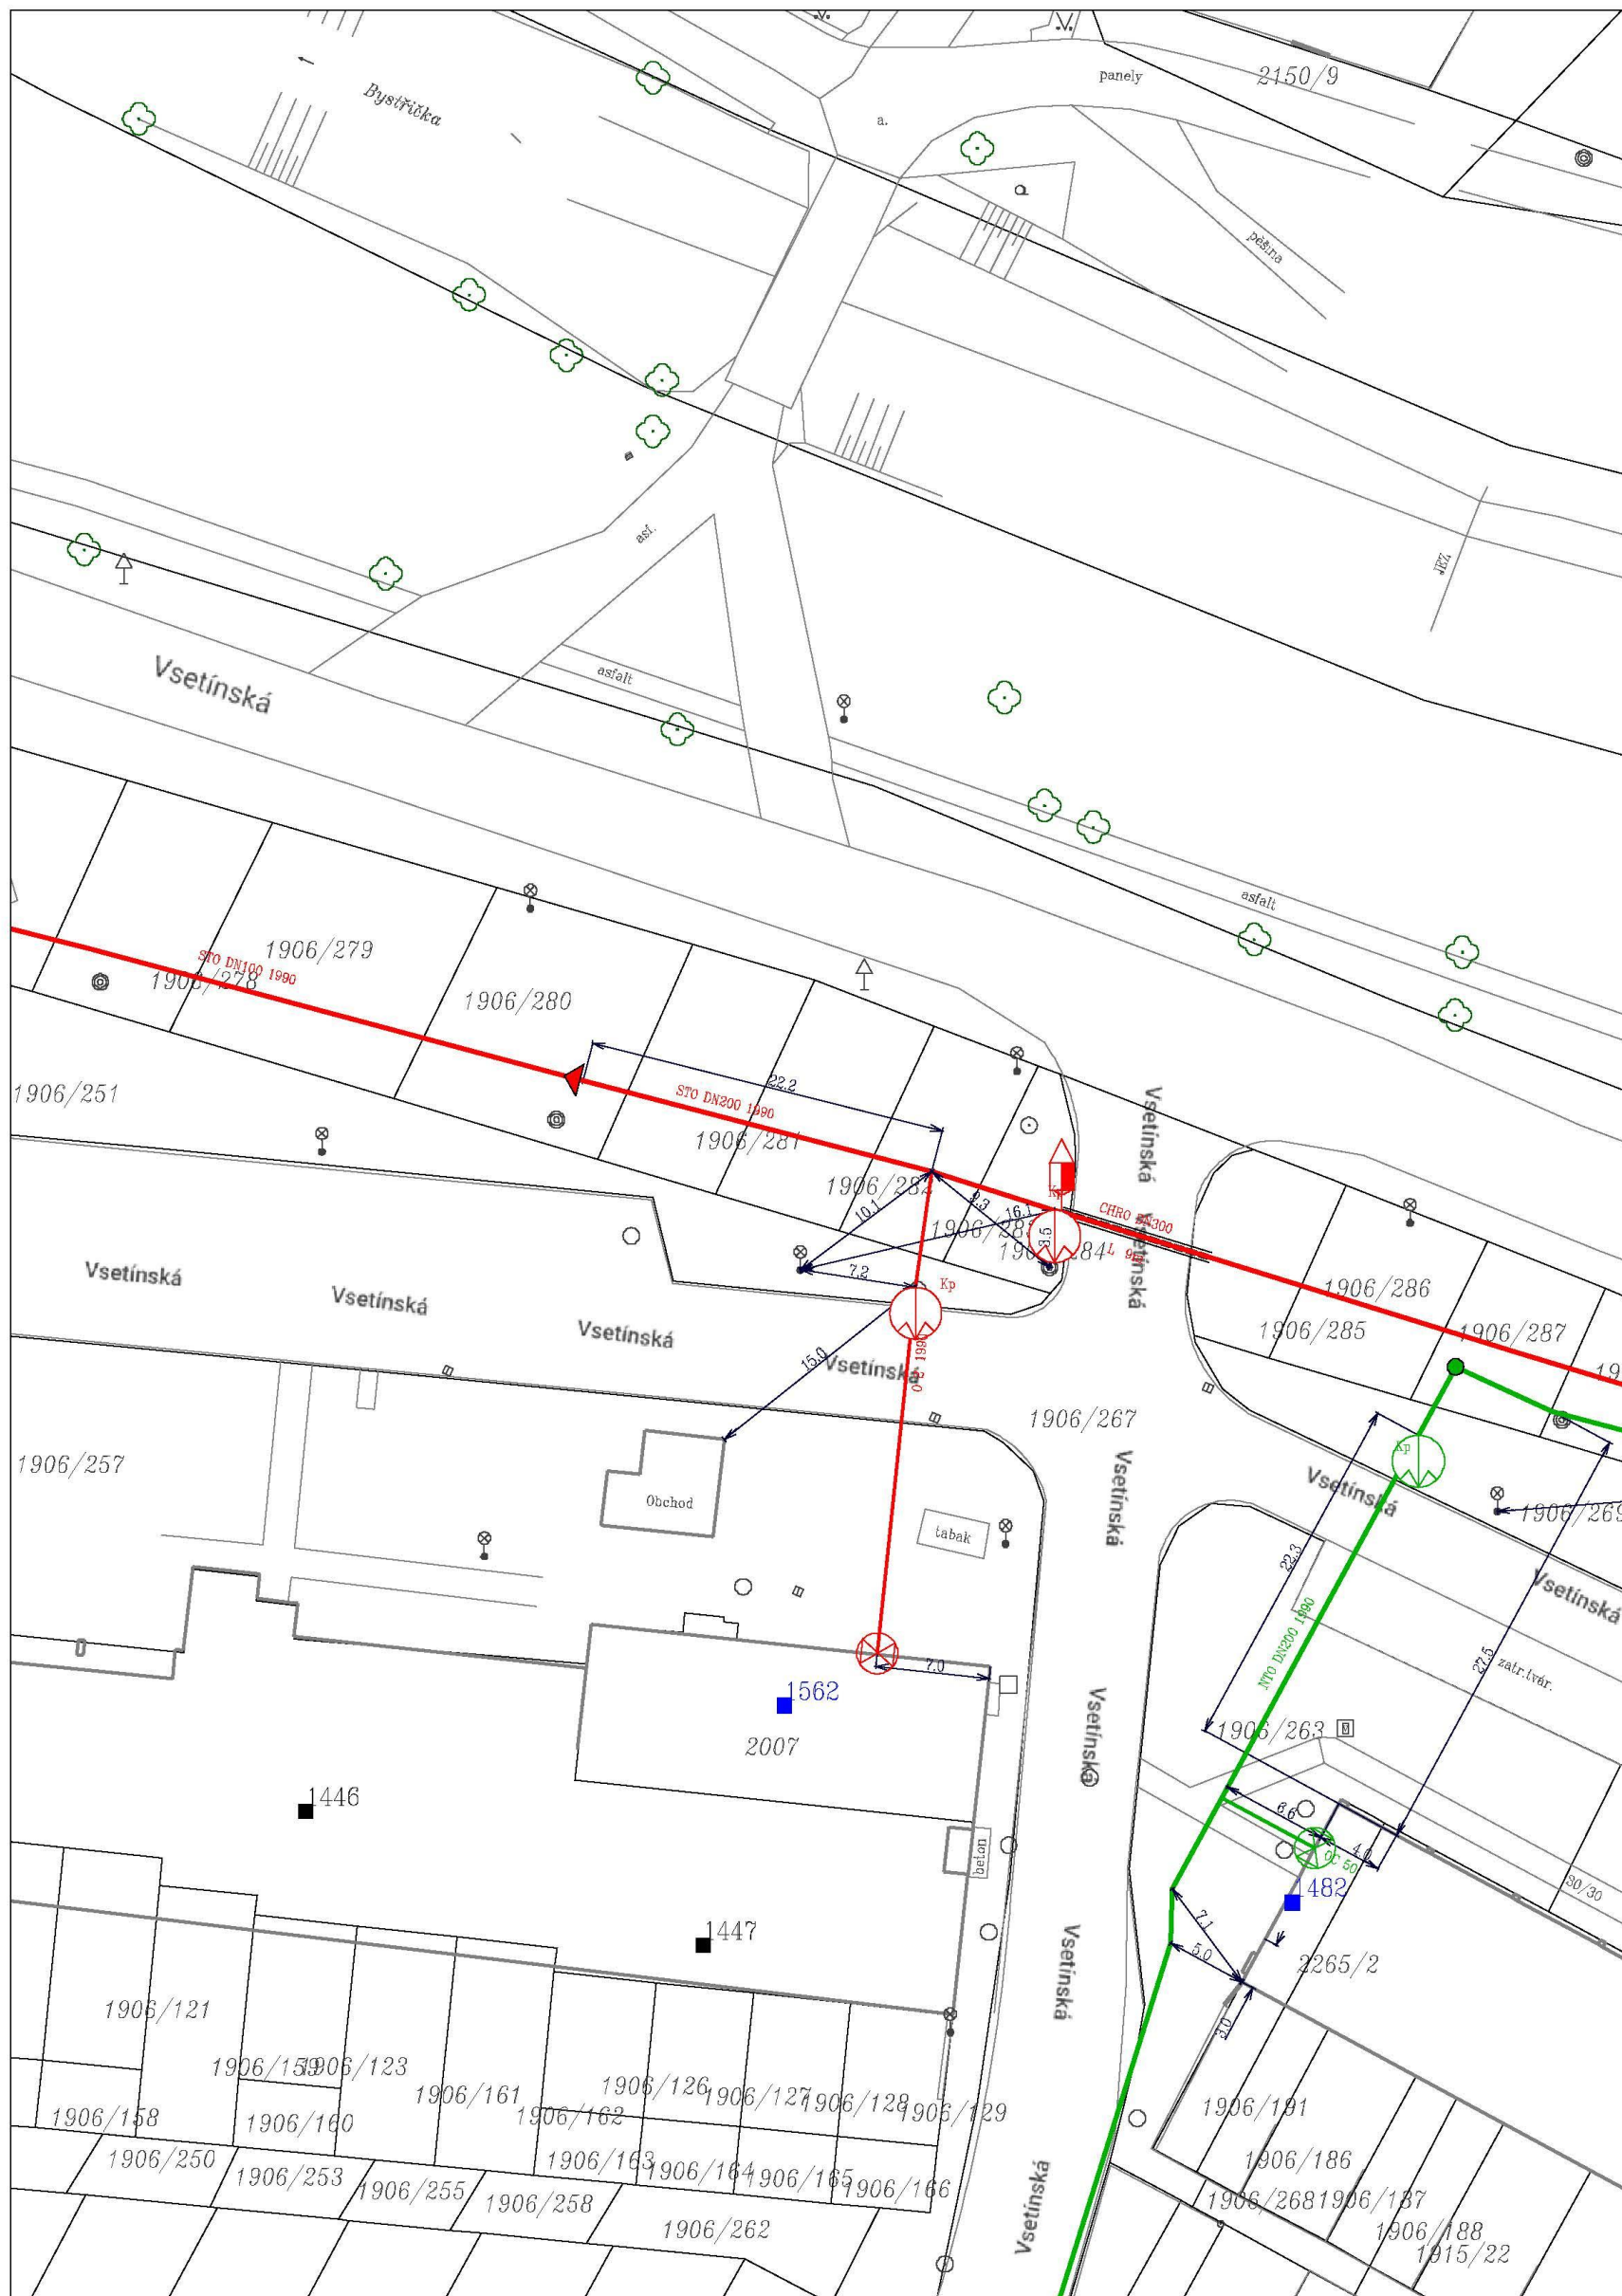 Bystřička
panely
2150/9
a.
pěšina
asf.
JEZ
Vsetínská
asfalt
asfalt
1906/279
STO DN100 1990
1906/278
1906/280
22.2
STO DN200 1990
1906/251
1906/281
Vsetínská
1906/282
Kp
10.1
9.3
16.1
CHRO DN300
3.5
Vsetínská
7.2
Kp
1906/286
Vsetínská
Vsetínská
Vsetínská
Vsetínská
15.0
1906/285
1906/287
1906/267
1906/257
Kp
Vsetínská
Vsetínská
Obchod
1906/269
tabak
22.3
Vsetínská
NTO DN200 1990
27.5
zatr.tvár.
7.0
1562
Vsetínská
1906/263
2007
1446
6.6
4.0
OC 50
beton
1482
30/30
7.1
1447
5.0
2265/2
Vsetínská
1906/121
3.0
1906/159
1906/123
1906/161
1906/126
1906/127
1906/128
1906/129
1906/158
1906/160
1906/162
1906/191
1906/250
1906/253
1906/163
1906/164
1906/165
1906/166
1906/186
1906/255
1906/258
Vsetínská
1906/268
1906/187
1906/262
1906/188
1915/22